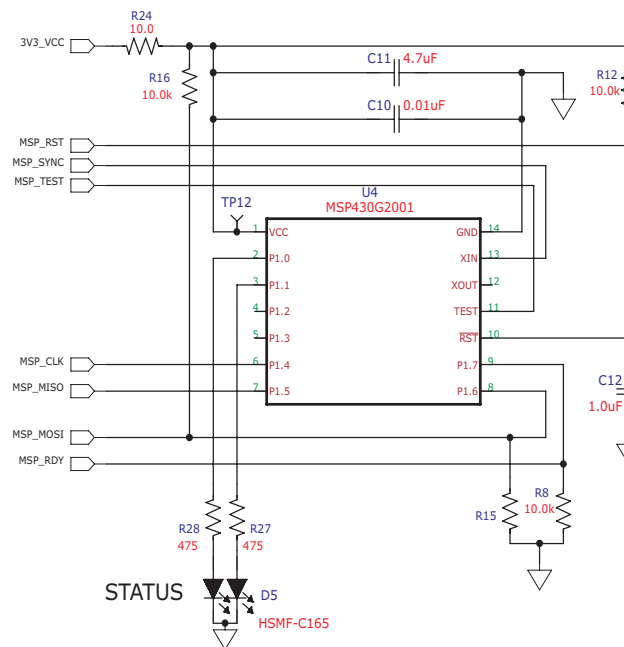 R24
10.0
3V3_VCC
C11 4.7uF
R16
10.0k
R12
10.0k
C10 0.01uF
MSP_RST
MSP_SYNC
MSP_TEST
U4
MSP430G2001
TP12
1 VCC GND 14
2 P1.0 XIN 13
3 P1.1 XOUT 12
4 P1.2 TEST 11
5 P1.3 RST 10
MSP_CLK 6 P1.4 P1.7 9
MSP_MISO 7 P1.5 P1.6 8
C12
1.0uF
MSP_MOSI
MSP_RDY
R28 R27
475 475
R15
R8
10.0k
STATUS
D5
HSMF-C165